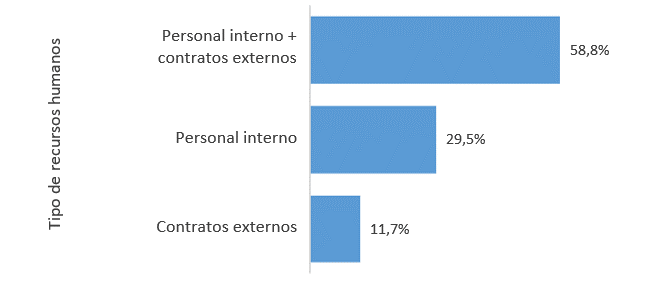 Tipo de recursos humanos
Personal interno +
contratos externos
58,8%
Personal interno
29,5%
Contratos externos
11,7%